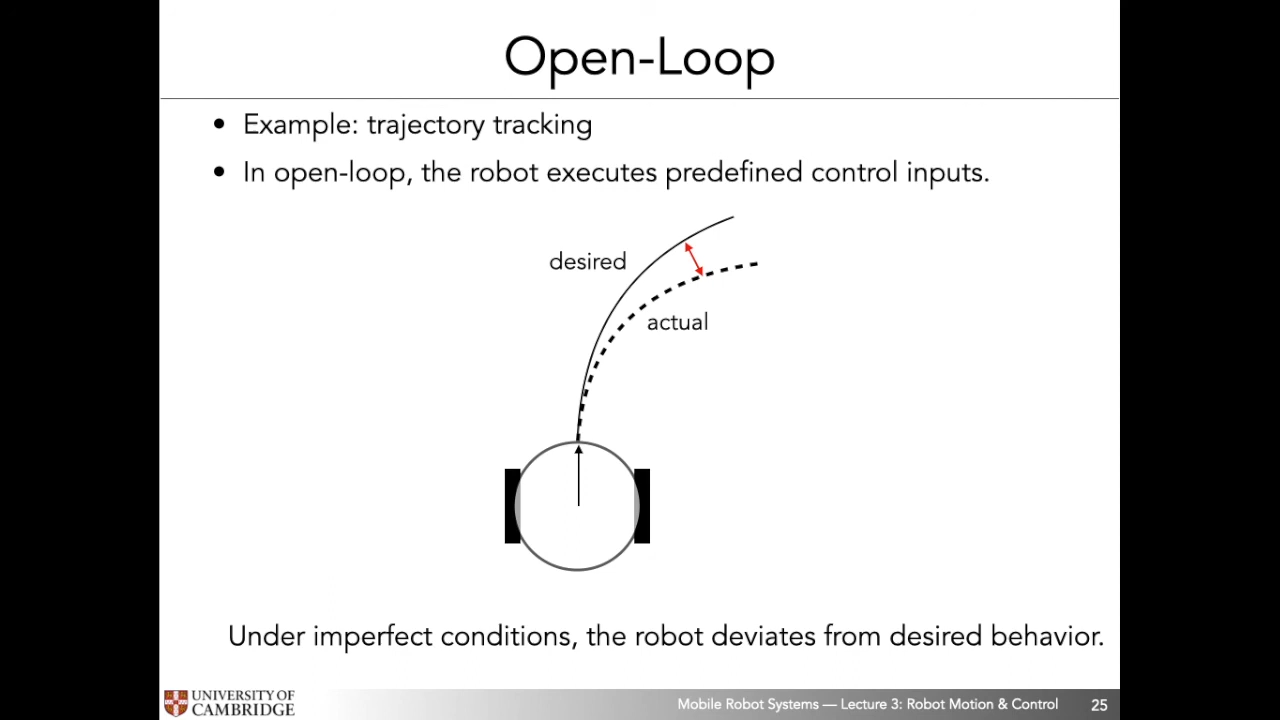 Open-Loop
• Example: trajectory tracking
• In open-loop, the robot executes predefined control inputs.
desired
actual
Under imperfect conditions, the robot deviates from desired behavior.
UNIVERSITY OF
CAMBRIDGE
Mobile Robot Systems — Lecture 3: Robot Motion & Control 25